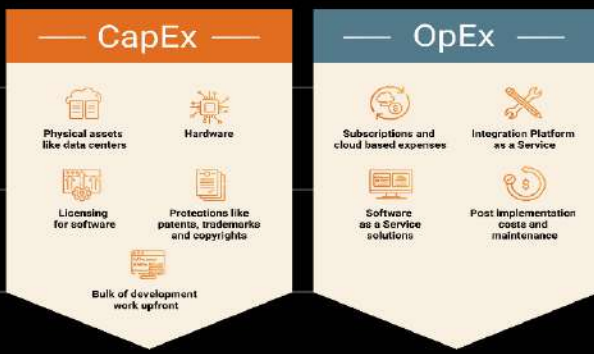 CapEx
Physical assets
like data centers
Hardware
Licensing
for software
Protections like
patents, trademarks
and copyrights
Bulk of development
work upfront
OpEx
Subscriptions and
cloud based expenses
Integration Platform
as a Service
Software
as a Service
solutions
Post implementation
costs and
maintenance